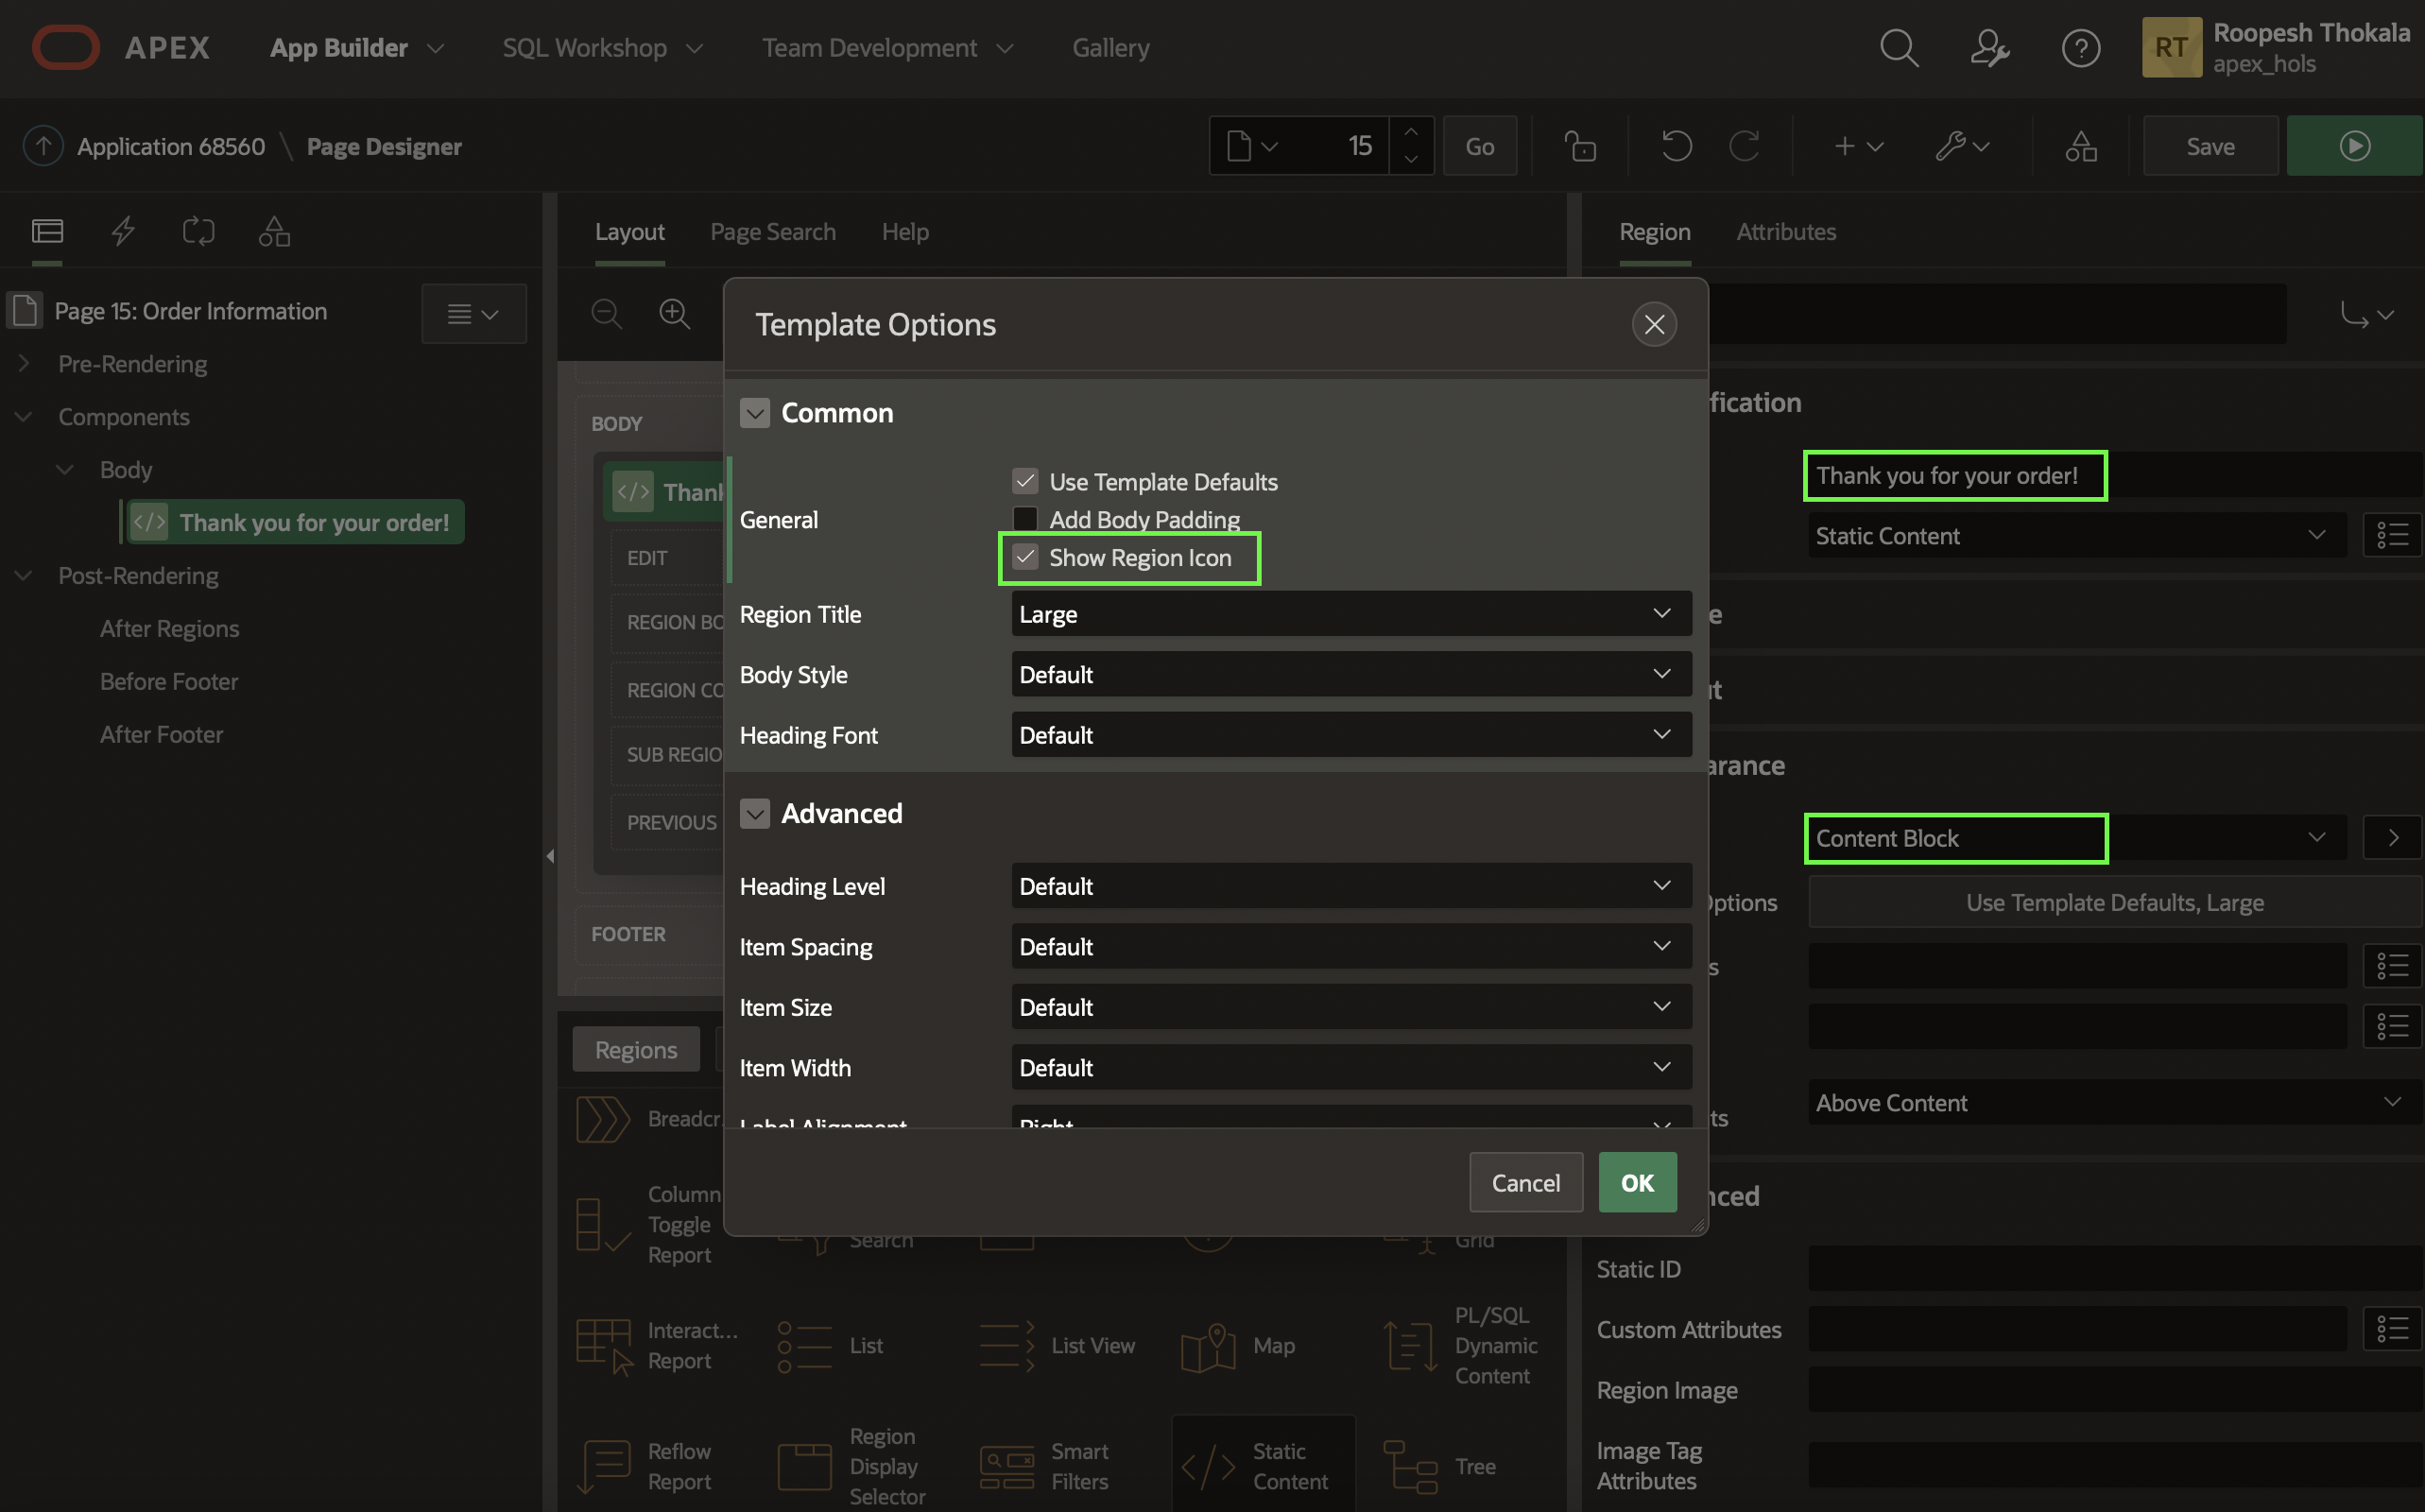 APEX App Builder SQL Workshop Team Development Gallery
RT Roopesh Thokala
apex_hols
Application 68560 \ Page Designer
15 Go Save
Layout Page Search Help
Region Attributes
Page 15: Order Information
Pre-Rendering
Components
Body
Thank you for your order!
Post-Rendering
After Regions
Before Footer
After Footer
BODY
Thank
EDIT
REGION BO
REGION CO
SUB REGIO
PREVIOUS
FOOTER
Template Options
Common
General
Use Template Defaults
Add Body Padding
Show Region Icon
Region Title Large
Body Style Default
Heading Font Default
Advanced
Heading Level Default
Item Spacing Default
Item Size Default
Item Width Default
Label Alignment Right
Cancel OK
fication
Thank you for your order!
Static Content
e
t
arance
Content Block
ptions Use Template Defaults, Large
s
Above Content
ts
nced
Static ID
Custom Attributes
Region Image
Image Tag
Attributes
Regions
Breadcr...
Column
Toggle
Report
Search
Grid
Interact...
Report
List
List View
Map
PL/SQL
Dynamic
Content
Reflow
Report
Region
Display
Selector
Smart
Filters
Static
Content
Tree